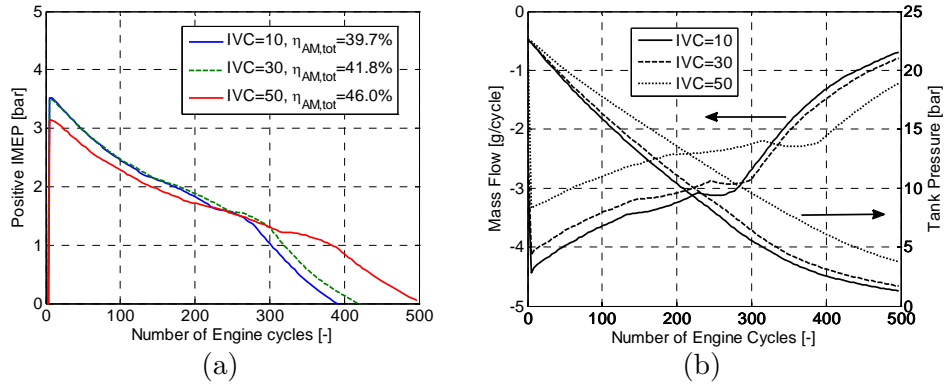 5
4
3
2
1
0
0 100 200 300 400 500
Positive IMEP [bar]
Number of Engine cycles [-]
IVC=10, ηAM,tot=39.7%
IVC=30, ηAM,tot=41.8%
IVC=50, ηAM,tot=46.0%
(a)
0
-1
-2
-3
-4
-5
0 100 200 300 400 500
Mass Flow [g/cycle]
Number of Engine Cycles [-]
IVC=10
IVC=30
IVC=50
25
20
15
10
5
0
Tank Pressure [bar]
(b)